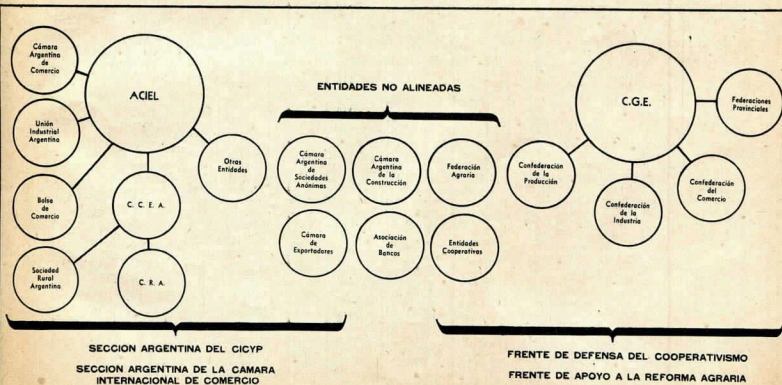 Cámara
Argentina
de
Comercio
ACIEL
Unión
Industrial
Argentina
Bolsa
de
Comercio
Sociedad
Rural
Argentina
C. C. E. A.
C. R. A.
Otras
Entidades
ENTIDADES NO ALINEADAS
Cámara
Argentina
de
Sociedades
Anónimas
Cámara
Argentina
de la
Construcción
Federación
Agraria
Cámara
de
Exportadores
Asociación
de
Bancos
Entidades
Cooperativas
C.G.E.
Federaciones
Provinciales
Confederación
de la
Producción
Confederación
de la
Industria
Confederación
del
Comercio
SECCION ARGENTINA DEL CICYP
SECCION ARGENTINA DE LA CAMARA
INTERNACIONAL DE COMERCIO
FRENTE DE DEFENSA DEL COOPERATIVISMO
FRENTE DE APOYO A LA REFORMA AGRARIA